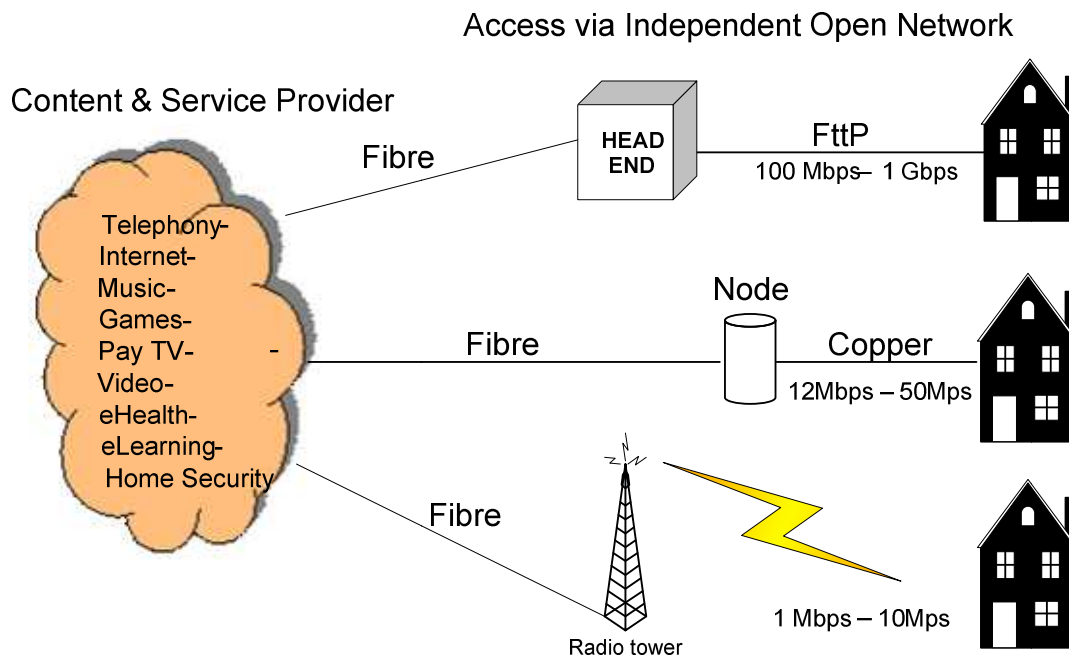 Access via Independent Open Network
Content & Service Provider
Fibre
HEAD
END
FttP
100 Mbps– 1 Gbps
Telephony-
Internet-
Music-
Games-
Pay TV- -
Video-
eHealth-
eLearning-
Home Security
Fibre
Node
Copper
12Mbps – 50Mps
Fibre
Radio tower
1 Mbps – 10Mps